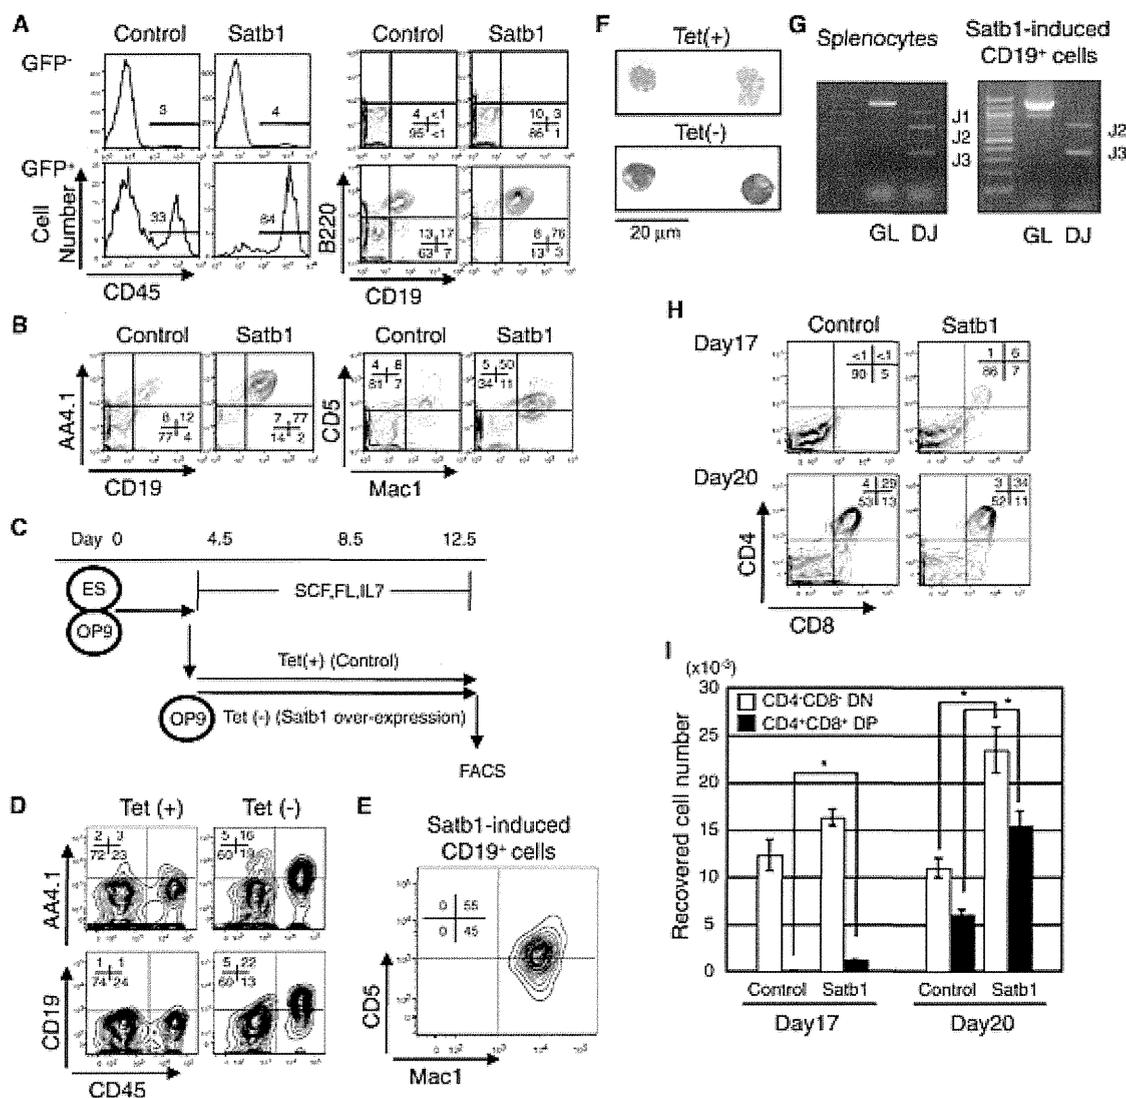 A
Control Satb1
GFP-
3
4
GFP+
33
84
Cell Number
CD45
Control Satb1
4 <1
95 <1
10 3
86 1
13 17
63 7
8 76
13 3
B220
CD19
B
Control Satb1
8 12
77 4
7 77
14 2
AA4.1
CD19
Control Satb1
4 8
81 7
5 50
34 11
CD5
Mac1
C
Day 0 4.5 8.5 12.5
ES
OP9
SCF,FL,IL7
Tet(+) (Control)
OP9
Tet (-) (Satb1 over-expression)
FACS
D
Tet (+) Tet (-)
2 3
72 23
5 16
60 19
AA4.1
1 1
74 24
5 22
60 13
CD19
CD45
E
Satb1-induced
CD19+ cells
0 55
0 45
CD5
Mac1
F
Tet(+)
Tet(-)
20 µm
G
Splenocytes
J1
J2
J3
GL DJ
Satb1-induced
CD19+ cells
J2
J3
GL DJ
H
Control Satb1
Day17
<1 <1
90 5
1 6
86 7
Day20
4 29
53 13
3 34
52 11
CD4
CD8
I
(x10-3)
30
25
20
15
10
5
0
Recovered cell number
CD4-CD8- DN
CD4+CD8+ DP
*
*
*
Control Satb1 Control Satb1
Day17 Day20